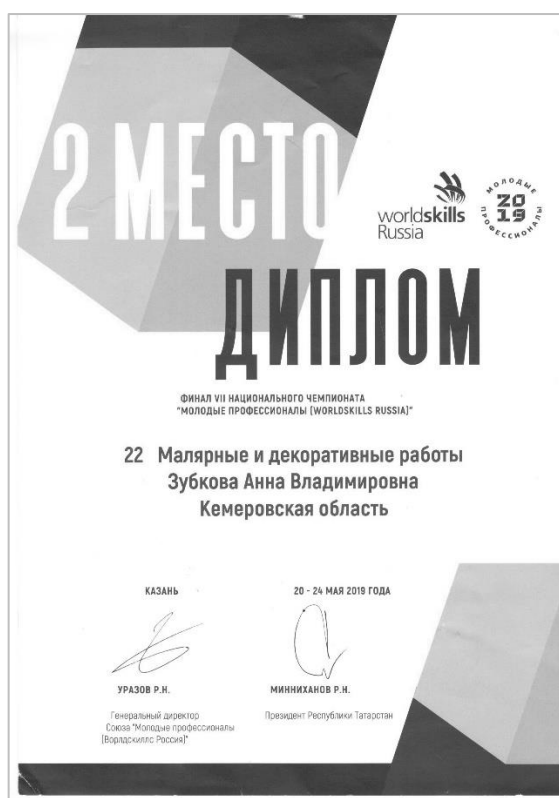 2 МЕСТО
worldskills
Russia
МОЛОДЫЕ
2019
ПРОФЕССИОНАЛЫ
ДИПЛОМ
ФИНАЛ VII НАЦИОНАЛЬНОГО ЧЕМПИОНАТА
"МОЛОДЫЕ ПРОФЕССИОНАЛЫ (WORLDSKILLS RUSSIA)"
22 Малярные и декоративные работы
Зубкова Анна Владимировна
Кемеровская область
КАЗАНЬ
20 - 24 МАЯ 2019 ГОДА
УРАЗОВ Р.Н.
МИННИХАНОВ Р.Н.
Генеральный директор
Союза "Молодые профессионалы
(Ворлдскиллс Россия)"
Президент Республики Татарстан